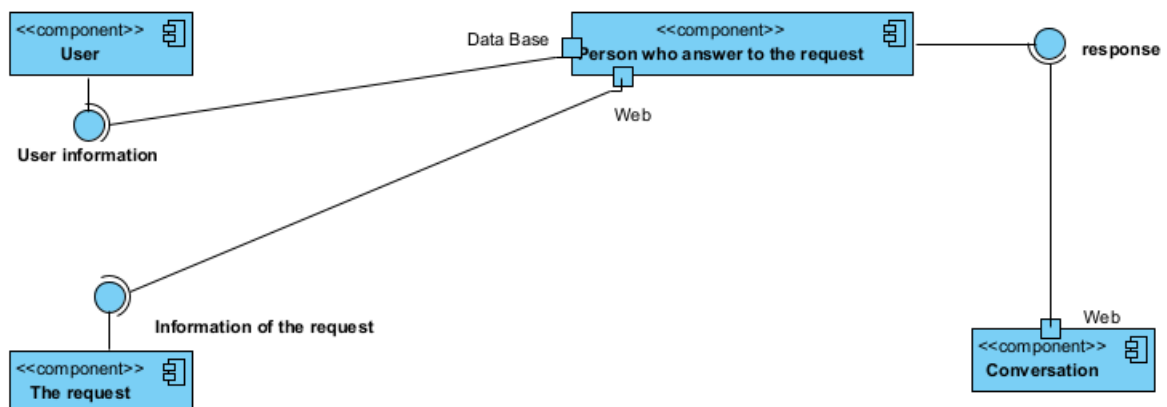 <<component>>
User
Data Base
<<component>>
Person who answer to the request
response
Web
User information
Information of the request
<<component>>
The request
Web
<<component>>
Conversation